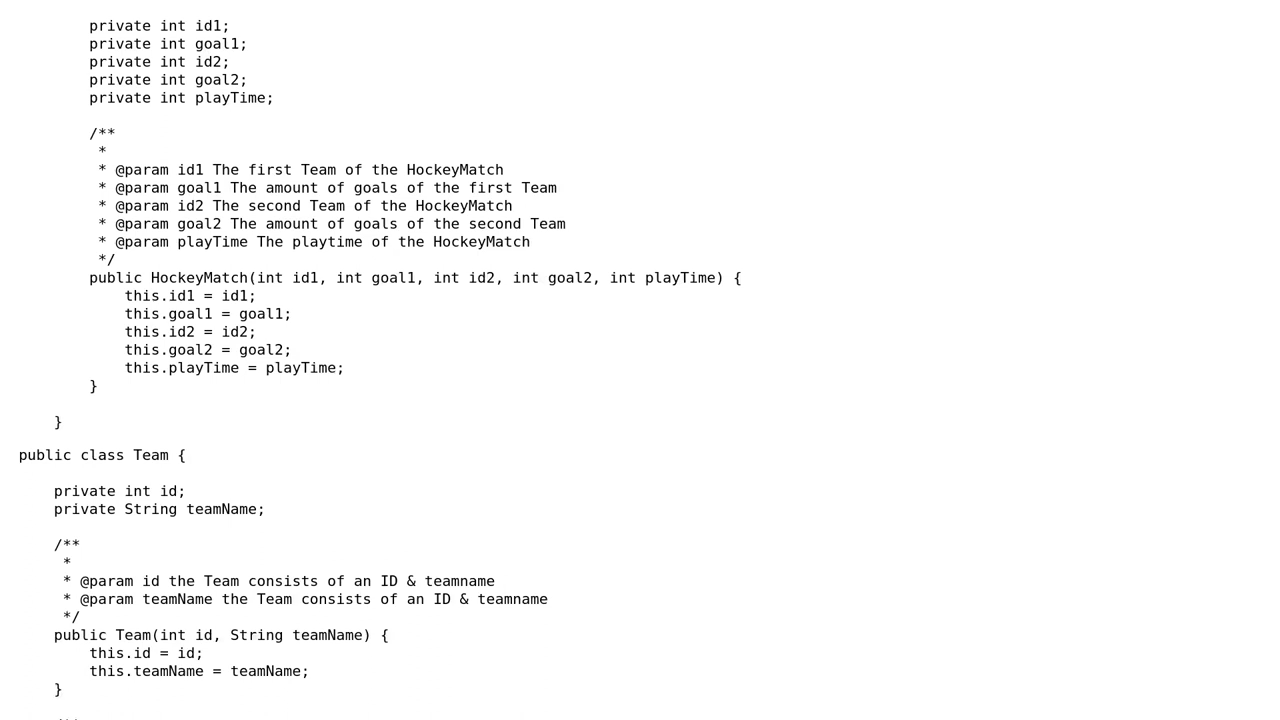 private int id1;
private int goal1;
private int id2;
private int goal2;
private int playTime;
/**
*
* @param id1 The first Team of the HockeyMatch
* @param goal1 The amount of goals of the first Team
* @param id2 The second Team of the HockeyMatch
* @param goal2 The amount of goals of the second Team
* @param playTime The playtime of the HockeyMatch
*/
public HockeyMatch(int id1, int goal1, int id2, int goal2, int playTime) {
this.id1 = id1;
this.goal1 = goal1;
this.id2 = id2;
this.goal2 = goal2;
this.playTime = playTime;
}
}
public class Team {
private int id;
private String teamName;
/**
*
* @param id the Team consists of an ID & teamname
* @param teamName the Team consists of an ID & teamname
*/
public Team(int id, String teamName) {
this.id = id;
this.teamName = teamName;
}